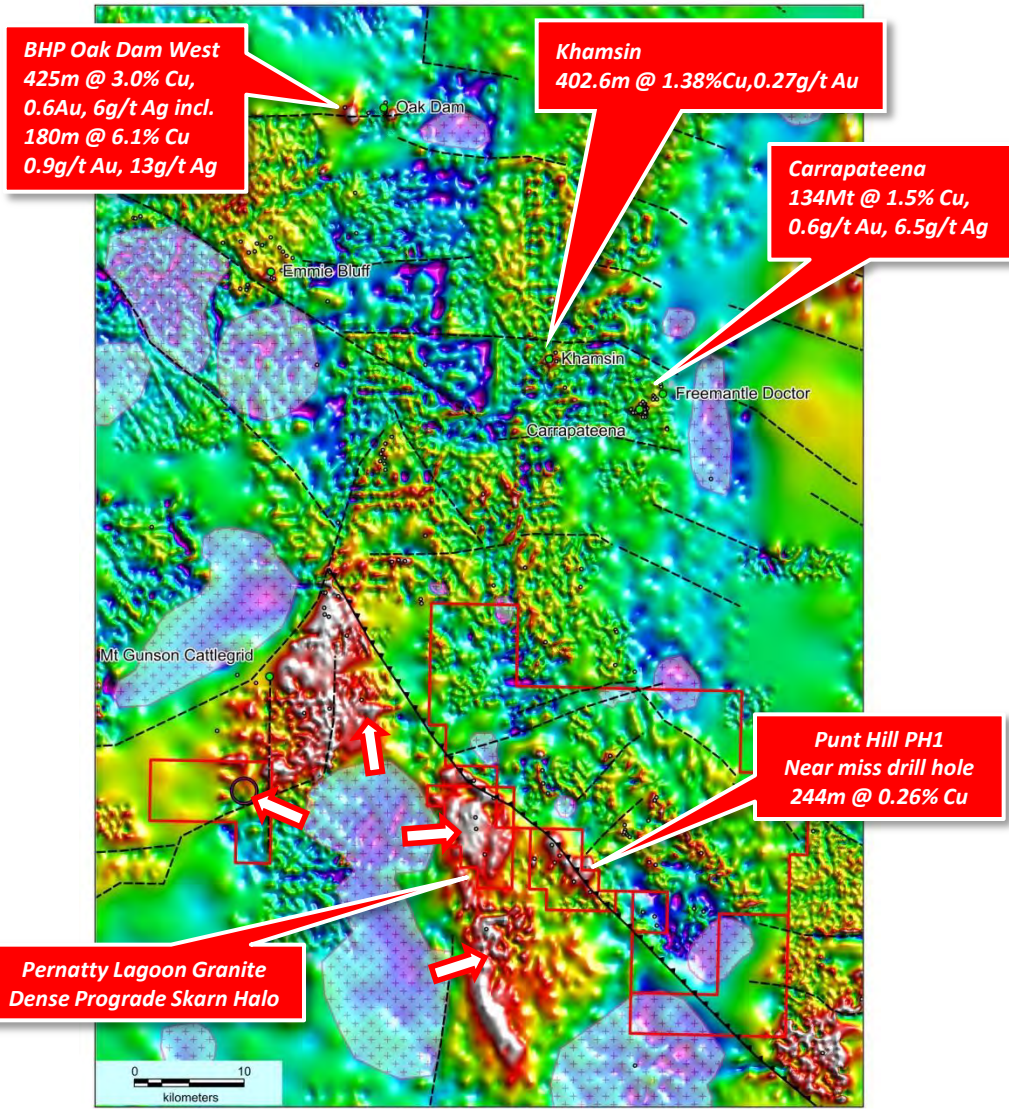 BHP Oak Dam West
425m @ 3.0% Cu,
0.6Au, 6g/t Ag incl.
180m @ 6.1% Cu
0.9g/t Au, 13g/t Ag
Khamsin
402.6m @ 1.38%Cu,0.27g/t Au
Oak Dam
Carrapateena
134Mt @ 1.5% Cu,
0.6g/t Au, 6.5g/t Ag
Emmie Bluff
Khamsin
Freemantle Doctor
Carrapateena
Mt Gunson Cattlegrid
Punt Hill PH1
Near miss drill hole
244m @ 0.26% Cu
Pernatty Lagoon Granite
Dense Prograde Skarn Halo
0 10
kilometers